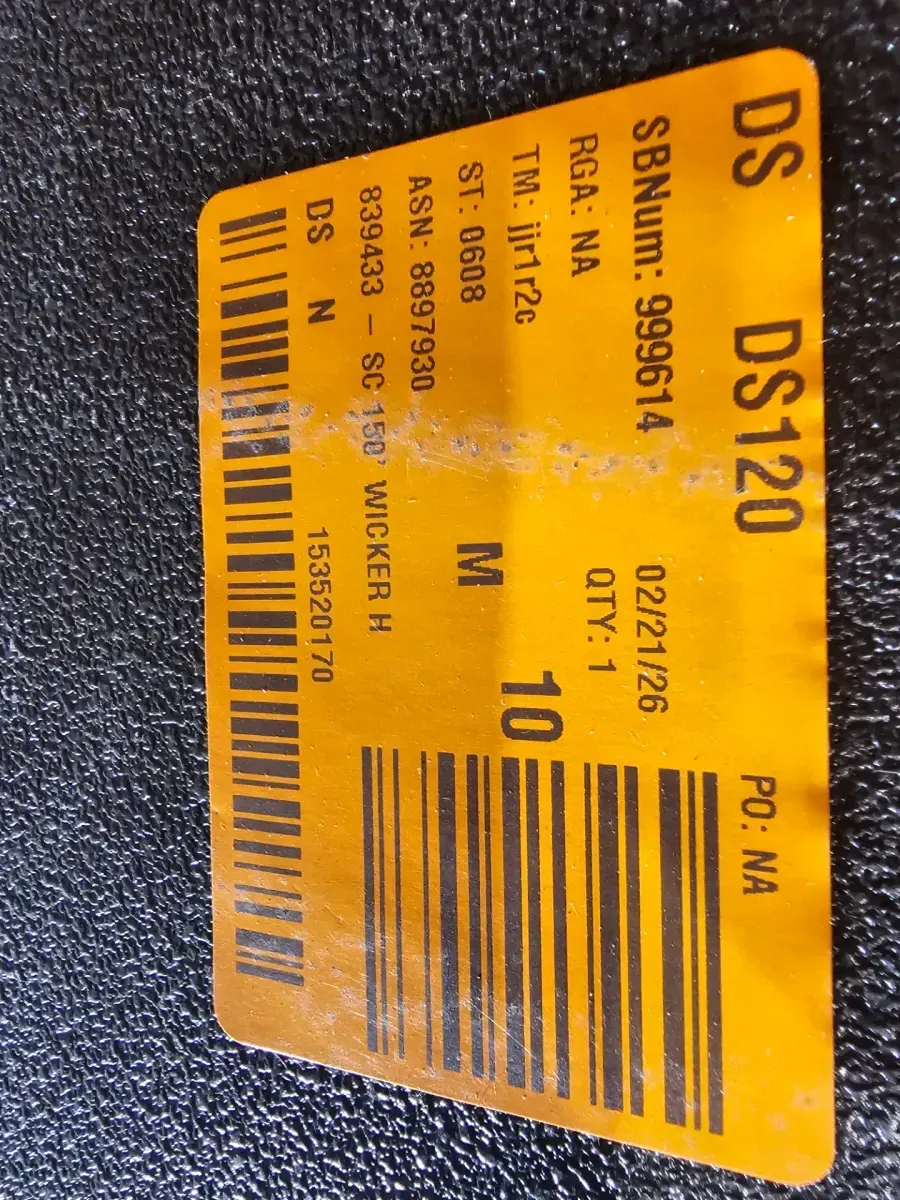 DS DS120 PO: NA
SBNum: 999614 02/21/26
RGA: NA QTY: 1
TM: jjr1r2c 10
ST: 0608 M
ASN: 8897930
839433 - SC 150' WICKER H
DS N 153520170